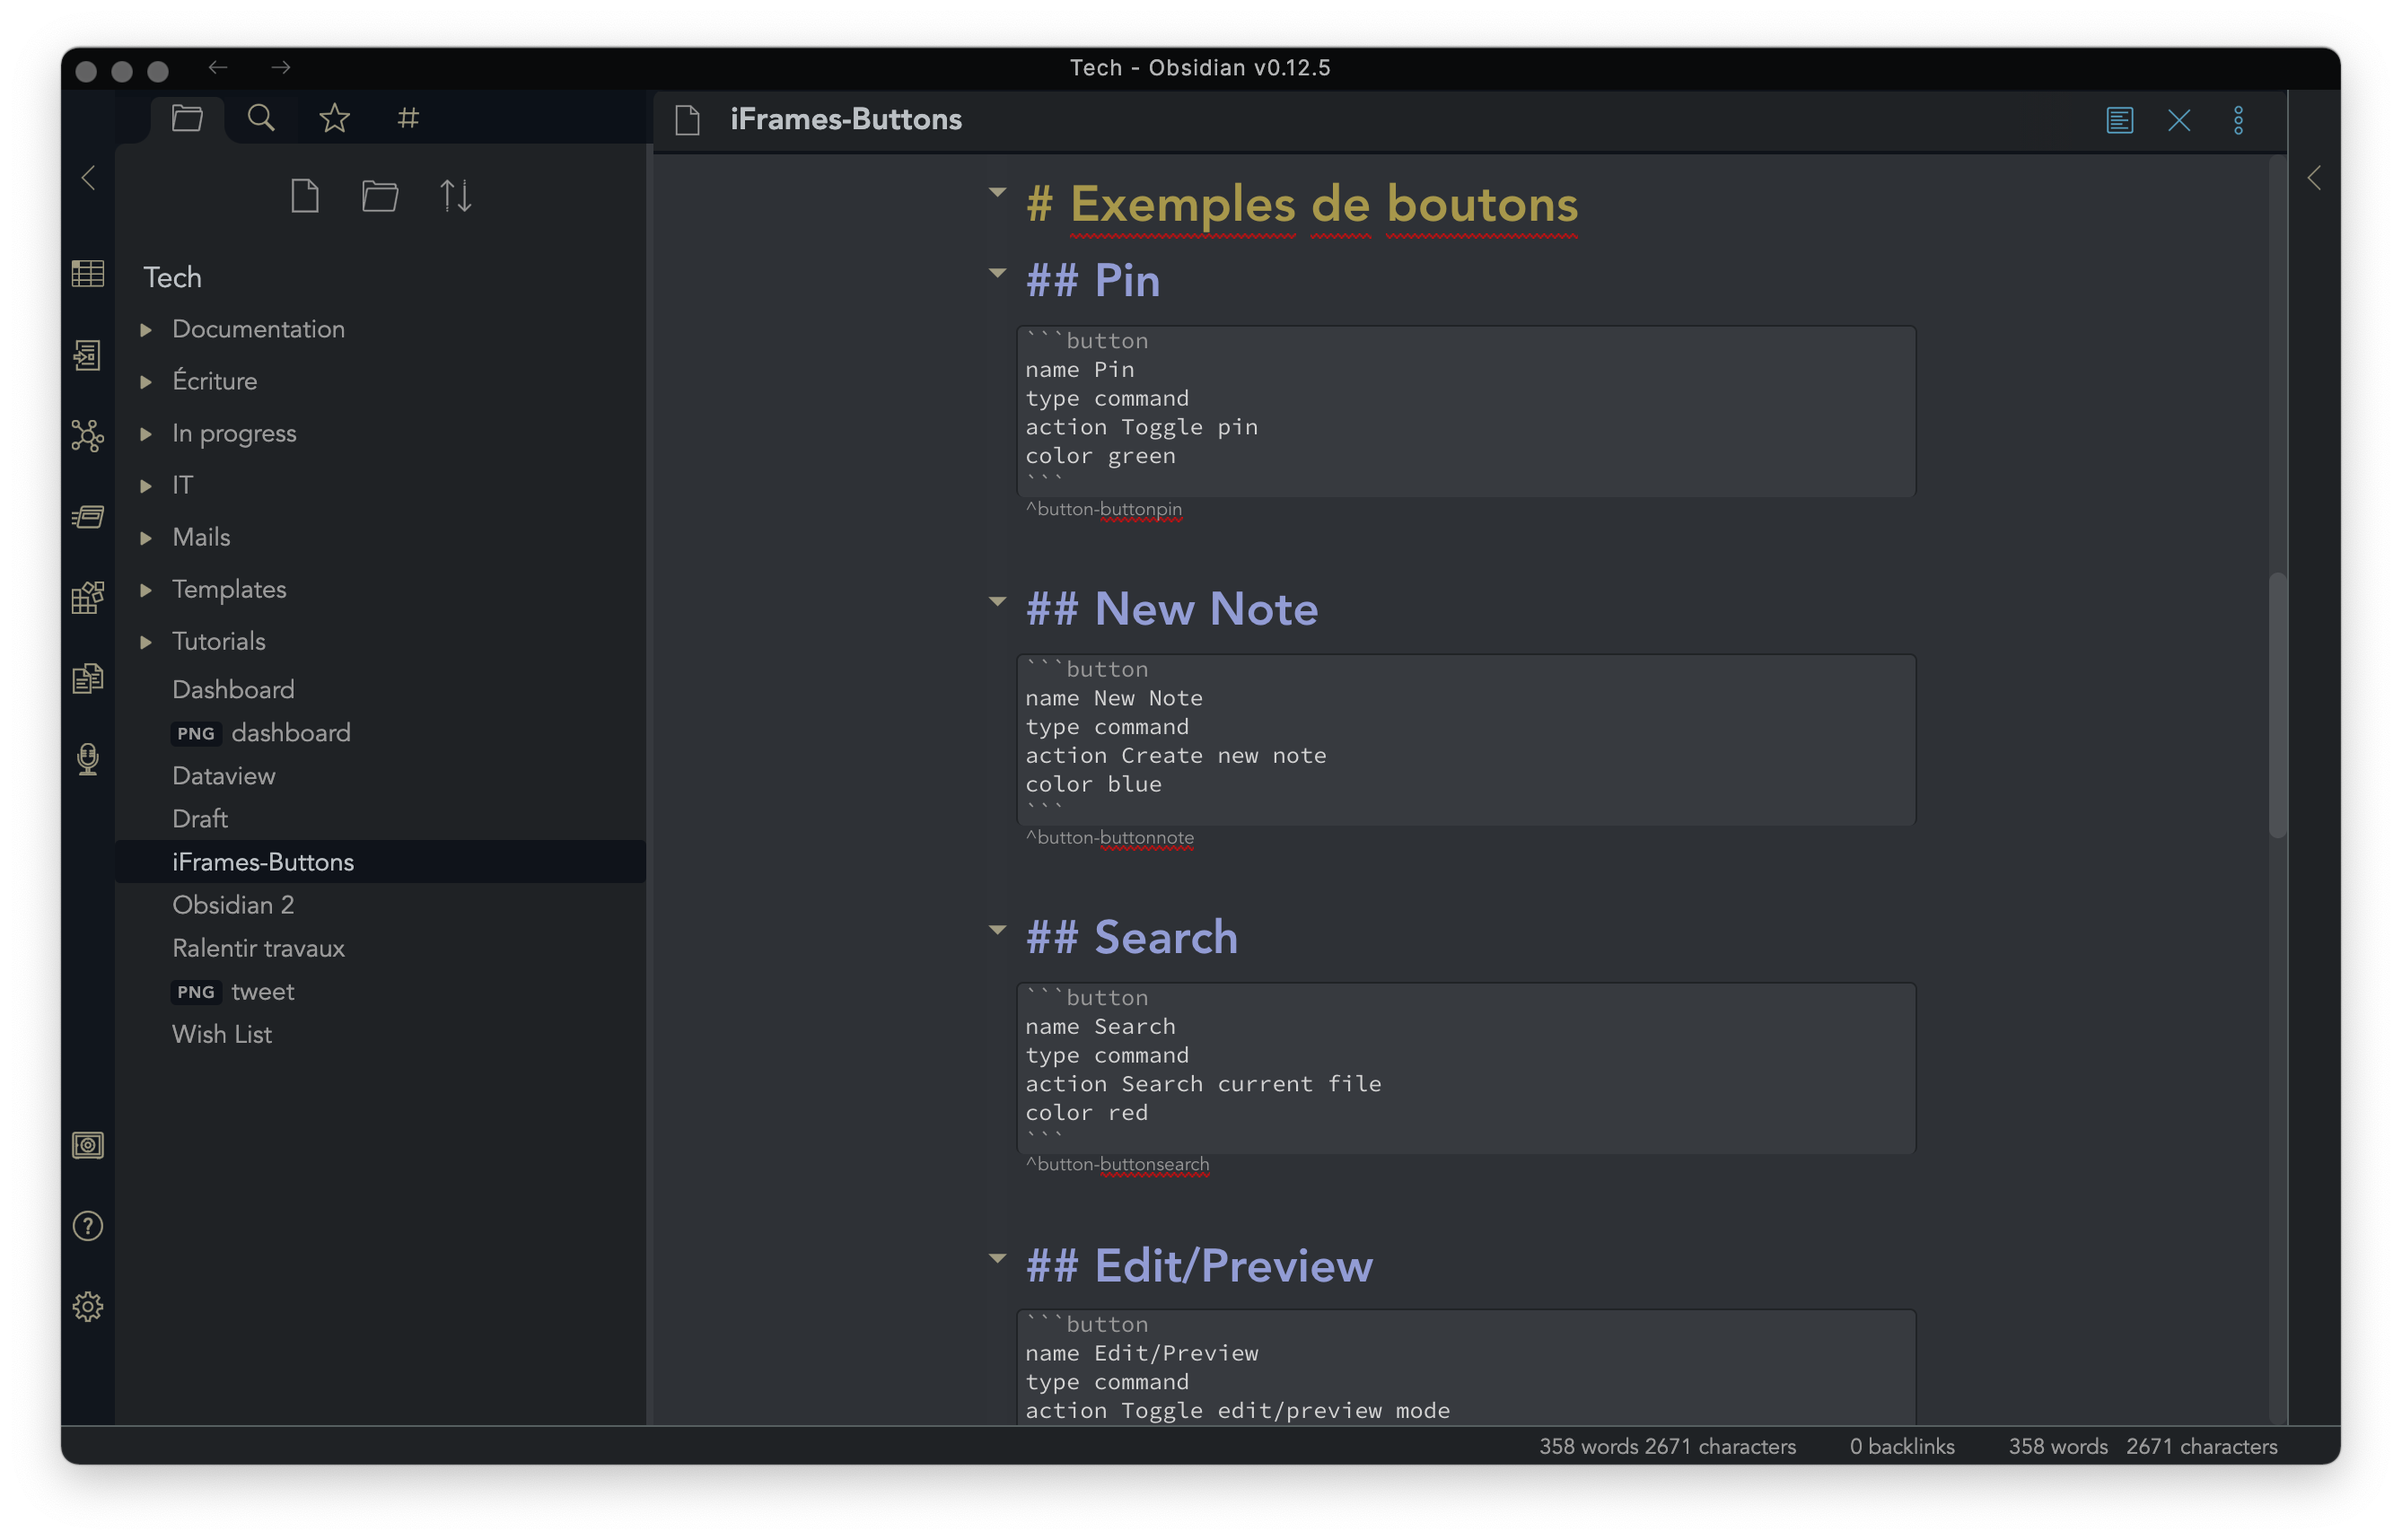 Tech - Obsidian v0.12.5
iFrames-Buttons
Tech
Documentation
Écriture
In progress
IT
Mails
Templates
Tutorials
Dashboard
PNG dashboard
Dataview
Draft
iFrames-Buttons
Obsidian 2
Ralentir travaux
PNG tweet
Wish List
# Exemples de boutons
## Pin
```button
name Pin
type command
action Toggle pin
color green
```
^button-buttonpin
## New Note
```button
name New Note
type command
action Create new note
color blue
```
^button-buttonnote
## Search
```button
name Search
type command
action Search current file
color red
```
^button-buttonsearch
## Edit/Preview
```button
name Edit/Preview
type command
action Toggle edit/preview mode
358 words 2671 characters 0 backlinks 358 words 2671 characters